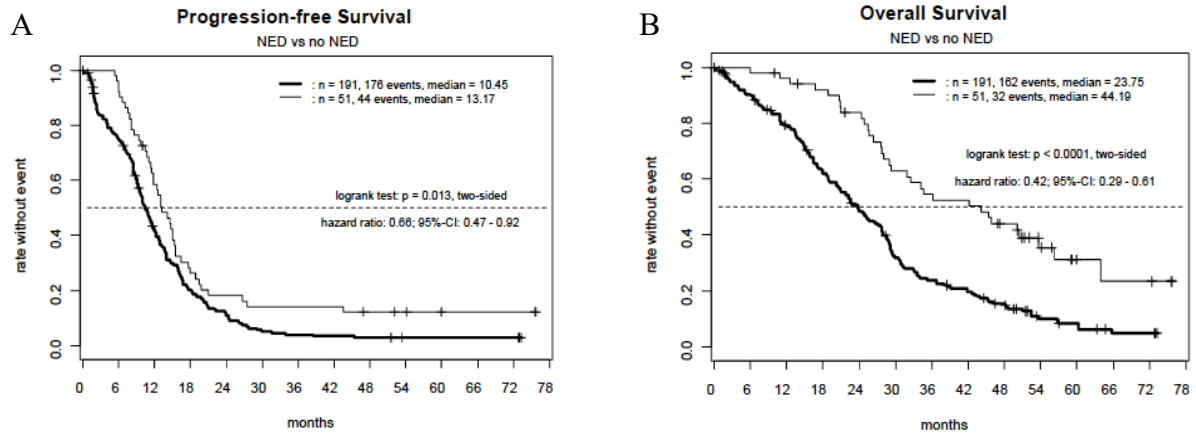 A
Progression-free Survival
NED vs no NED
: n = 191, 176 events, median = 10.45
: n = 51, 44 events, median = 13.17
logrank test: p = 0.013, two-sided
hazard ratio: 0.66; 95%-CI: 0.47 - 0.92
rate without event
1.0
0.8
0.6
0.4
0.2
0.0
0 6 12 18 24 30 36 42 48 54 60 66 72 78
months
B
Overall Survival
NED vs no NED
: n = 191, 162 events, median = 23.75
: n = 51, 32 events, median = 44.19
logrank test: p < 0.0001, two-sided
hazard ratio: 0.42; 95%-CI: 0.29 - 0.61
rate without event
1.0
0.8
0.6
0.4
0.2
0.0
0 6 12 18 24 30 36 42 48 54 60 66 72 78
months